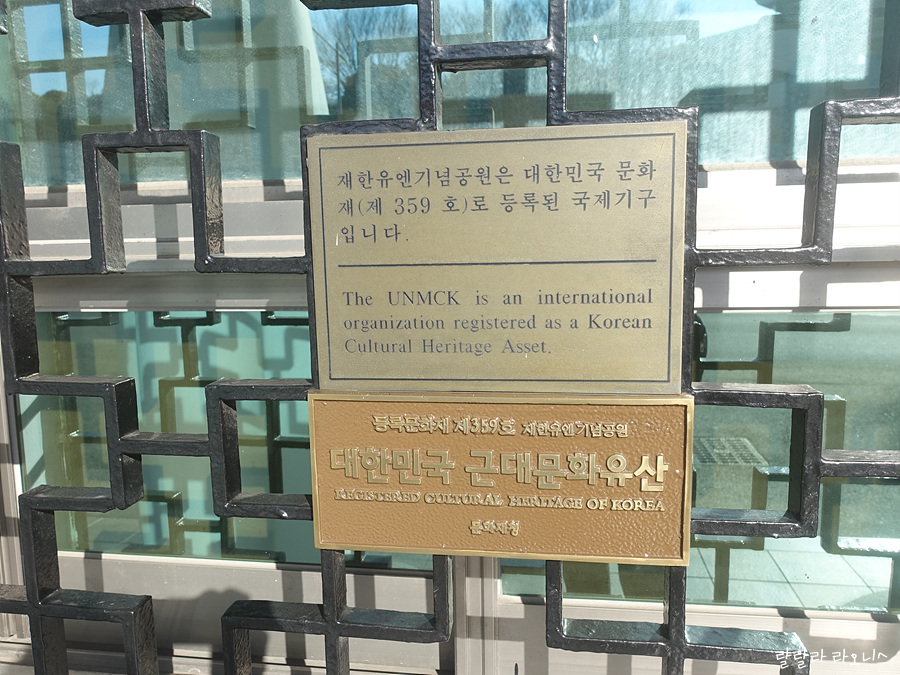 재한유엔기념공원은 대한민국 문화
재(제 359 호)로 등록된 국제기구
입니다.
The UNMCK is an international
organization registered as a Korean
Cultural Heritage Asset.
등록문화재 제359호 재한유엔기념공원
대한민국 근대문화유산
REGISTERED CULTURAL HERITAGE OF KOREA
문화재청
랄랄라 라오니^